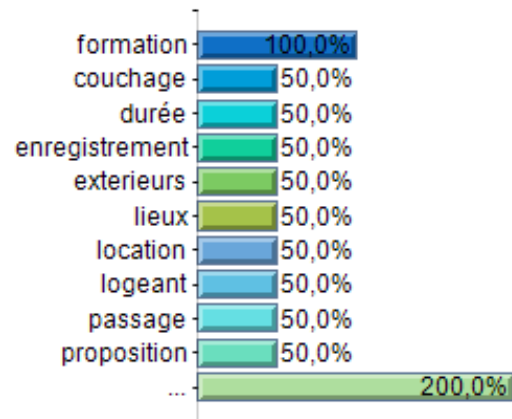 formation 100,0%
couchage 50,0%
durée 50,0%
enregistrement 50,0%
exterieurs 50,0%
lieux 50,0%
location 50,0%
logeant 50,0%
passage 50,0%
proposition 50,0%
... 200,0%